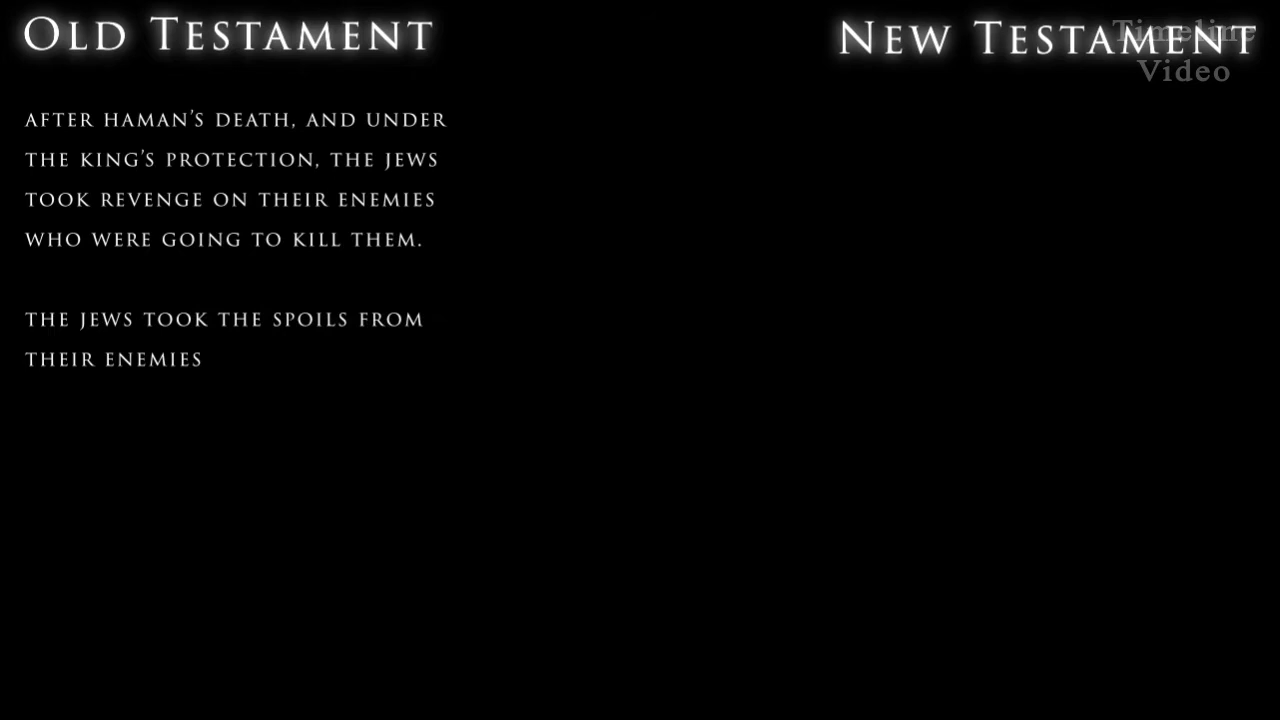 Old Testament
New Testament
Timeline
Video
AFTER HAMAN'S DEATH, AND UNDER
THE KING'S PROTECTION, THE JEWS
TOOK REVENGE ON THEIR ENEMIES
WHO WERE GOING TO KILL THEM.
THE JEWS TOOK THE SPOILS FROM
THEIR ENEMIES